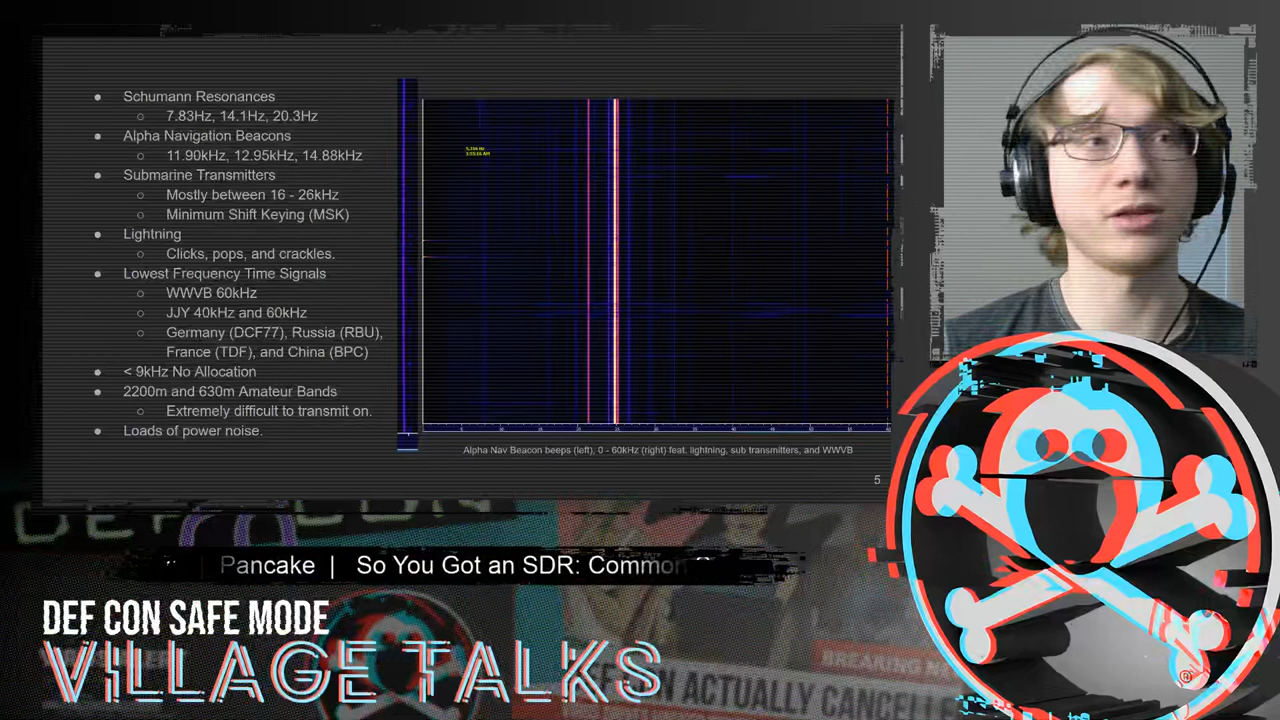 Schumann Resonances
7.83Hz, 14.1Hz, 20.3Hz
Alpha Navigation Beacons
11.90kHz, 12.95kHz, 14.88kHz
Submarine Transmitters
Mostly between 16 - 26kHz
Minimum Shift Keying (MSK)
Lightning
Clicks, pops, and crackles.
Lowest Frequency Time Signals
WWVB 60kHz
JJY 40kHz and 60kHz
Germany (DCF77), Russia (RBU),
France (TDF), and China (BPC)
< 9kHz No Allocation
2200m and 630m Amateur Bands
Extremely difficult to transmit on.
Loads of power noise.
Alpha Nav Beacon beeps (left), 0 - 60kHz (right) feat. lightning, sub transmitters, and WWVB
5
DEF CON
Pancake | So You Got an SDR: Common
DEF CON SAFE MODE
VILLAGE TALKS
BREAKING
CON ACTUALLY CANCELLE
®